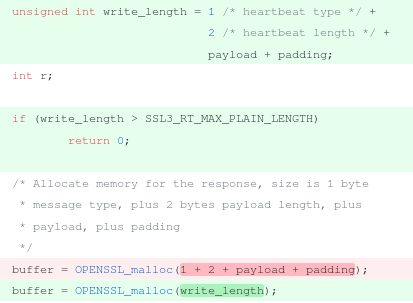 unsigned int write_length = 1 /* heartbeat type */ +
2 /* heartbeat length */ +
payload + padding;
int r;
if (write_length > SSL3_RT_MAX_PLAIN_LENGTH)
return 0;
/* Allocate memory for the response, size is 1 byte
* message type, plus 2 bytes payload length, plus
* payload, plus padding
*/
buffer = OPENSSL_malloc(1 + 2 + payload + padding);
buffer = OPENSSL_malloc(write_length);